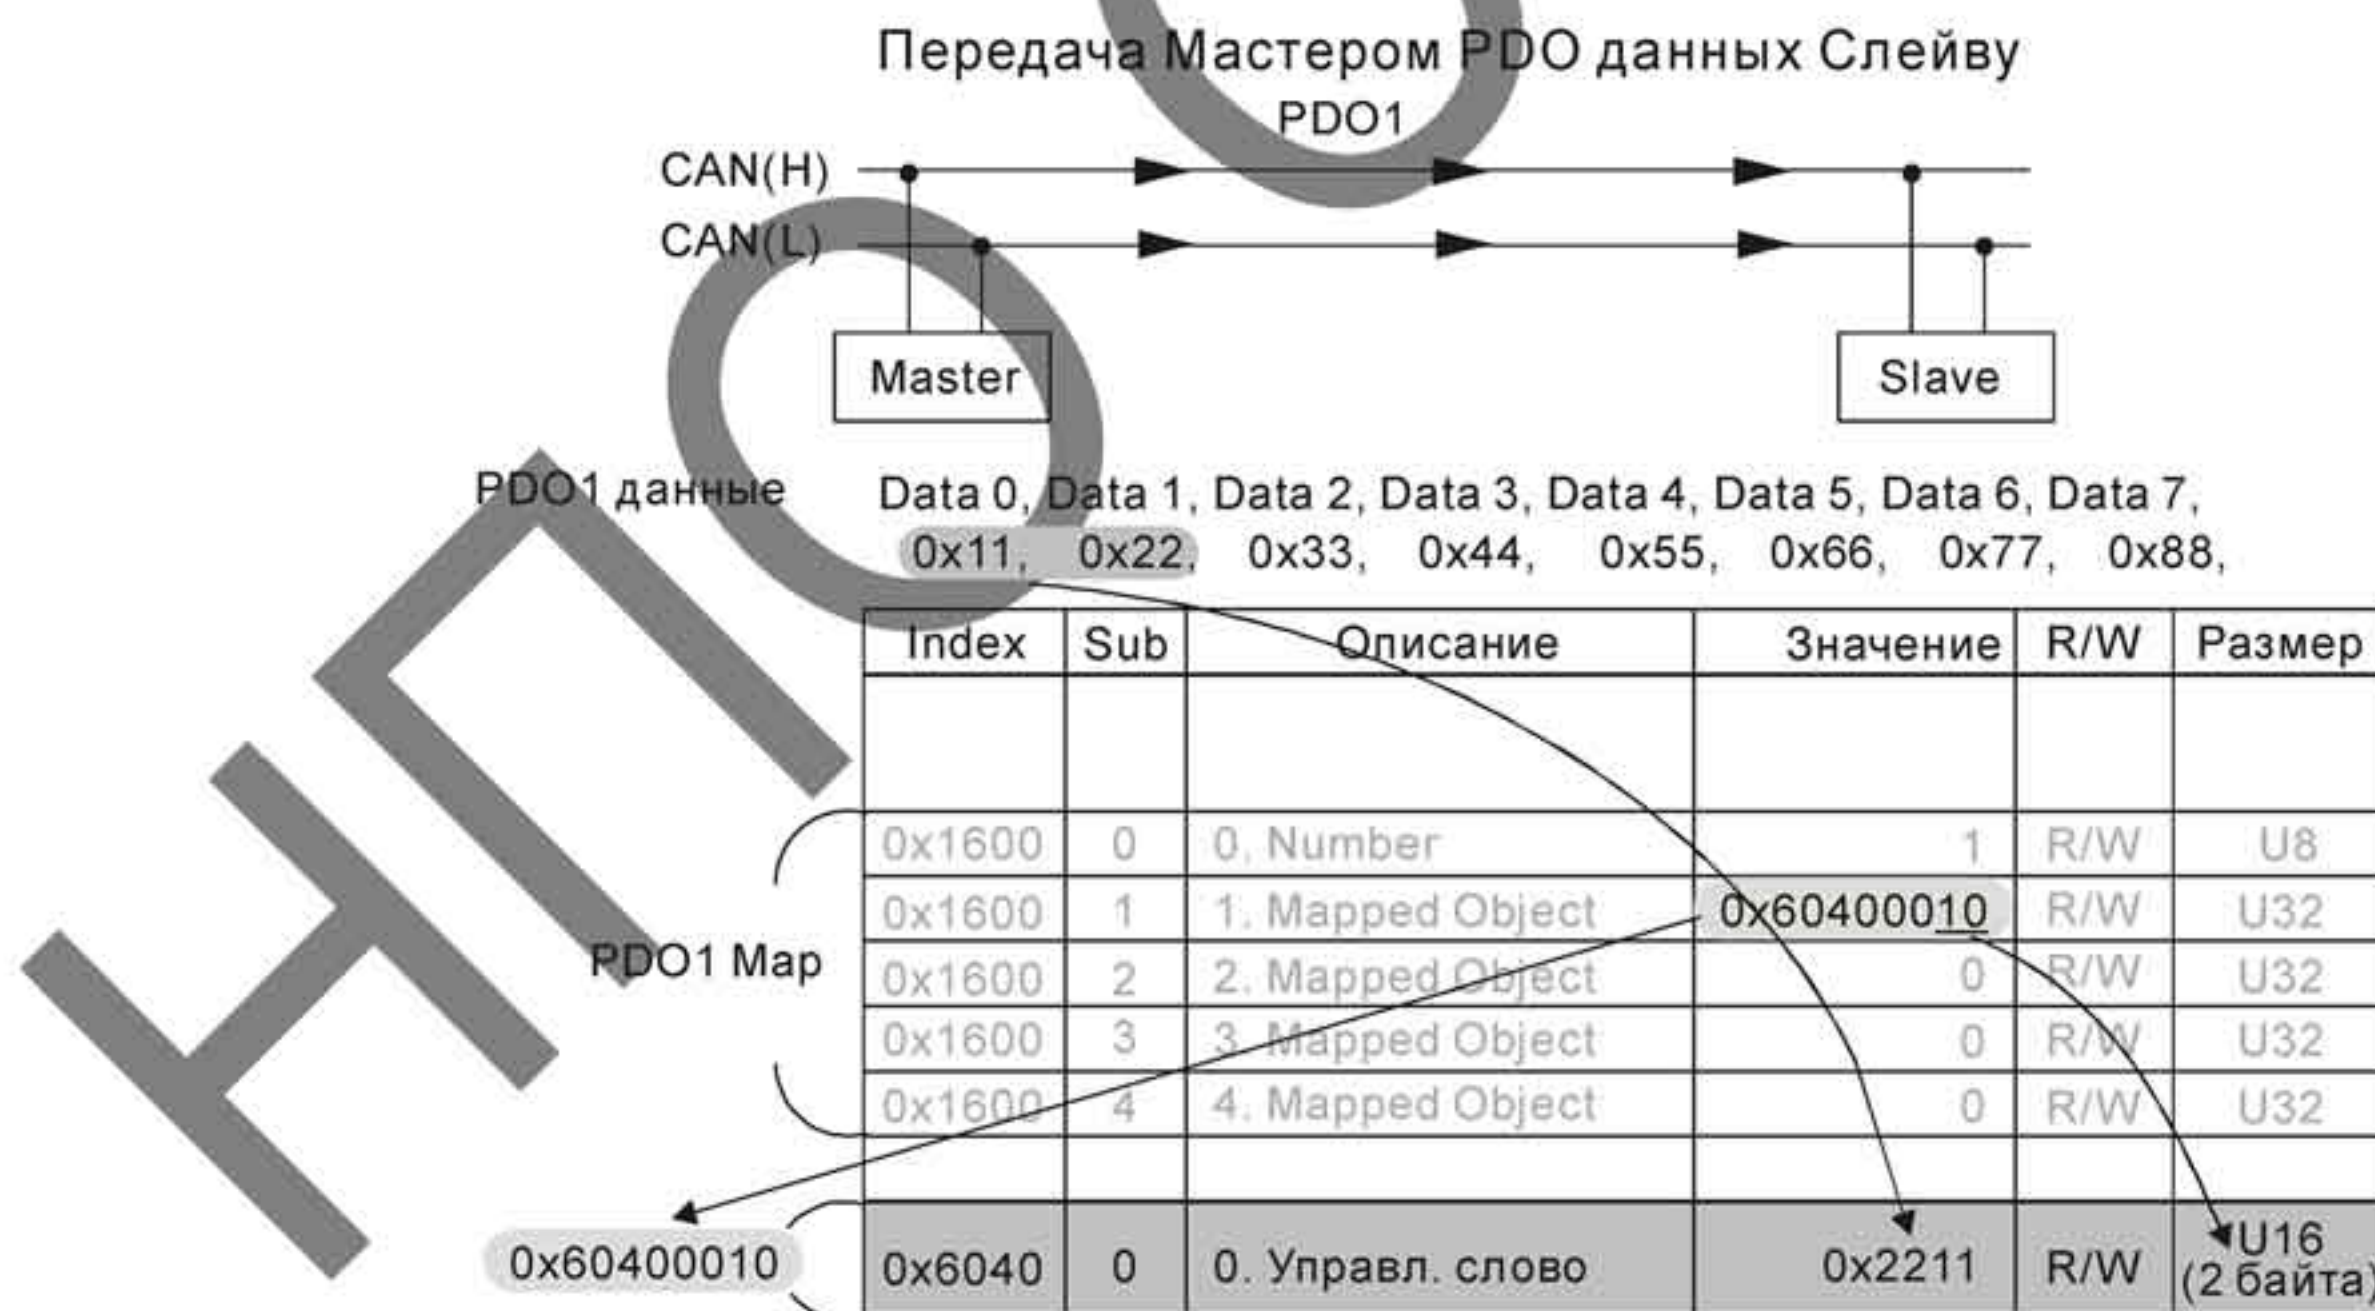 Передача Мастером PDO данных Слейву
PDO1
CAN(H)
CAN(L)
Master
Slave
PDO1 данные Data 0, Data 1, Data 2, Data 3, Data 4, Data 5, Data 6, Data 7,
0x11, 0x22, 0x33, 0x44, 0x55, 0x66, 0x77, 0x88,
Index Sub Описание Значение R/W Размер
0x1600 0 0. Number 1 R/W U8
0x1600 1 1. Mapped Object 0x60400010 R/W U32
PDO1 Map
0x1600 2 2. Mapped Object 0 R/W U32
0x1600 3 3. Mapped Object 0 R/W U32
0x1600 4 4. Mapped Object 0 R/W U32
0x60400010
0x6040 0 0. Управл. слово 0x2211 R/W U16
(2 байта)
НПО